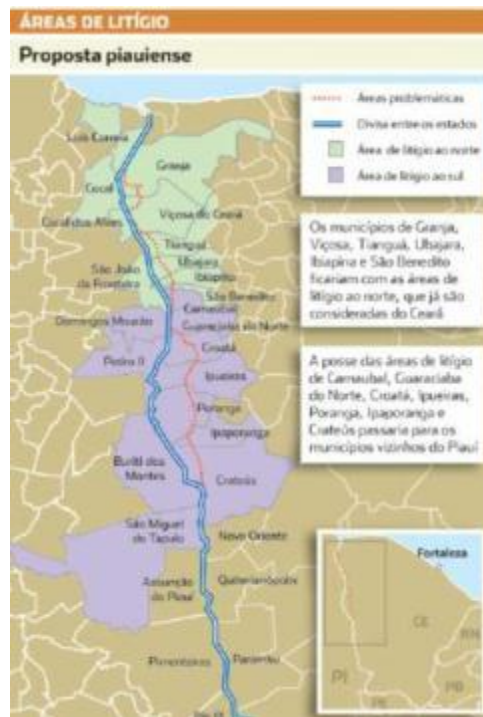 ÁREAS DE LITÍGIO
Proposta piauiense
Áreas problemáticas
Divisa entre os estados
Área de litígio ao norte
Área de litígio ao sul
Luís Correia
Granja
Cocal
Viçosa do Ceará
Cocal dos Alves
Tianguá
Ubajara
São João
da Fronteira
Ibiapina
São Benedito
Domingos Mourão
Carnaubal
Guaraciaba do Norte
Croatá
Pedro II
Ipueiras
Poranga
Ipaporanga
Buriti dos
Montes
Crateús
São Miguel
do Tapuio
Novo Oriente
Assunção
do Piauí
Quiterianópolis
Pimenteiras
Parambu
Os municípios de Granja,
Viçosa, Tianguá, Ubajara,
Ibiapina e São Benedito
ficariam com as áreas de
litígio ao norte, que já são
consideradas do Ceará
A posse das áreas de litígio
de Carnaubal, Guaraciaba
do Norte, Croatá, Ipueiras,
Poranga, Ipaporanga e
Crateús passaria para os
municípios vizinhos do Piauí
Fortaleza
CE
RN
PI
PB
PE